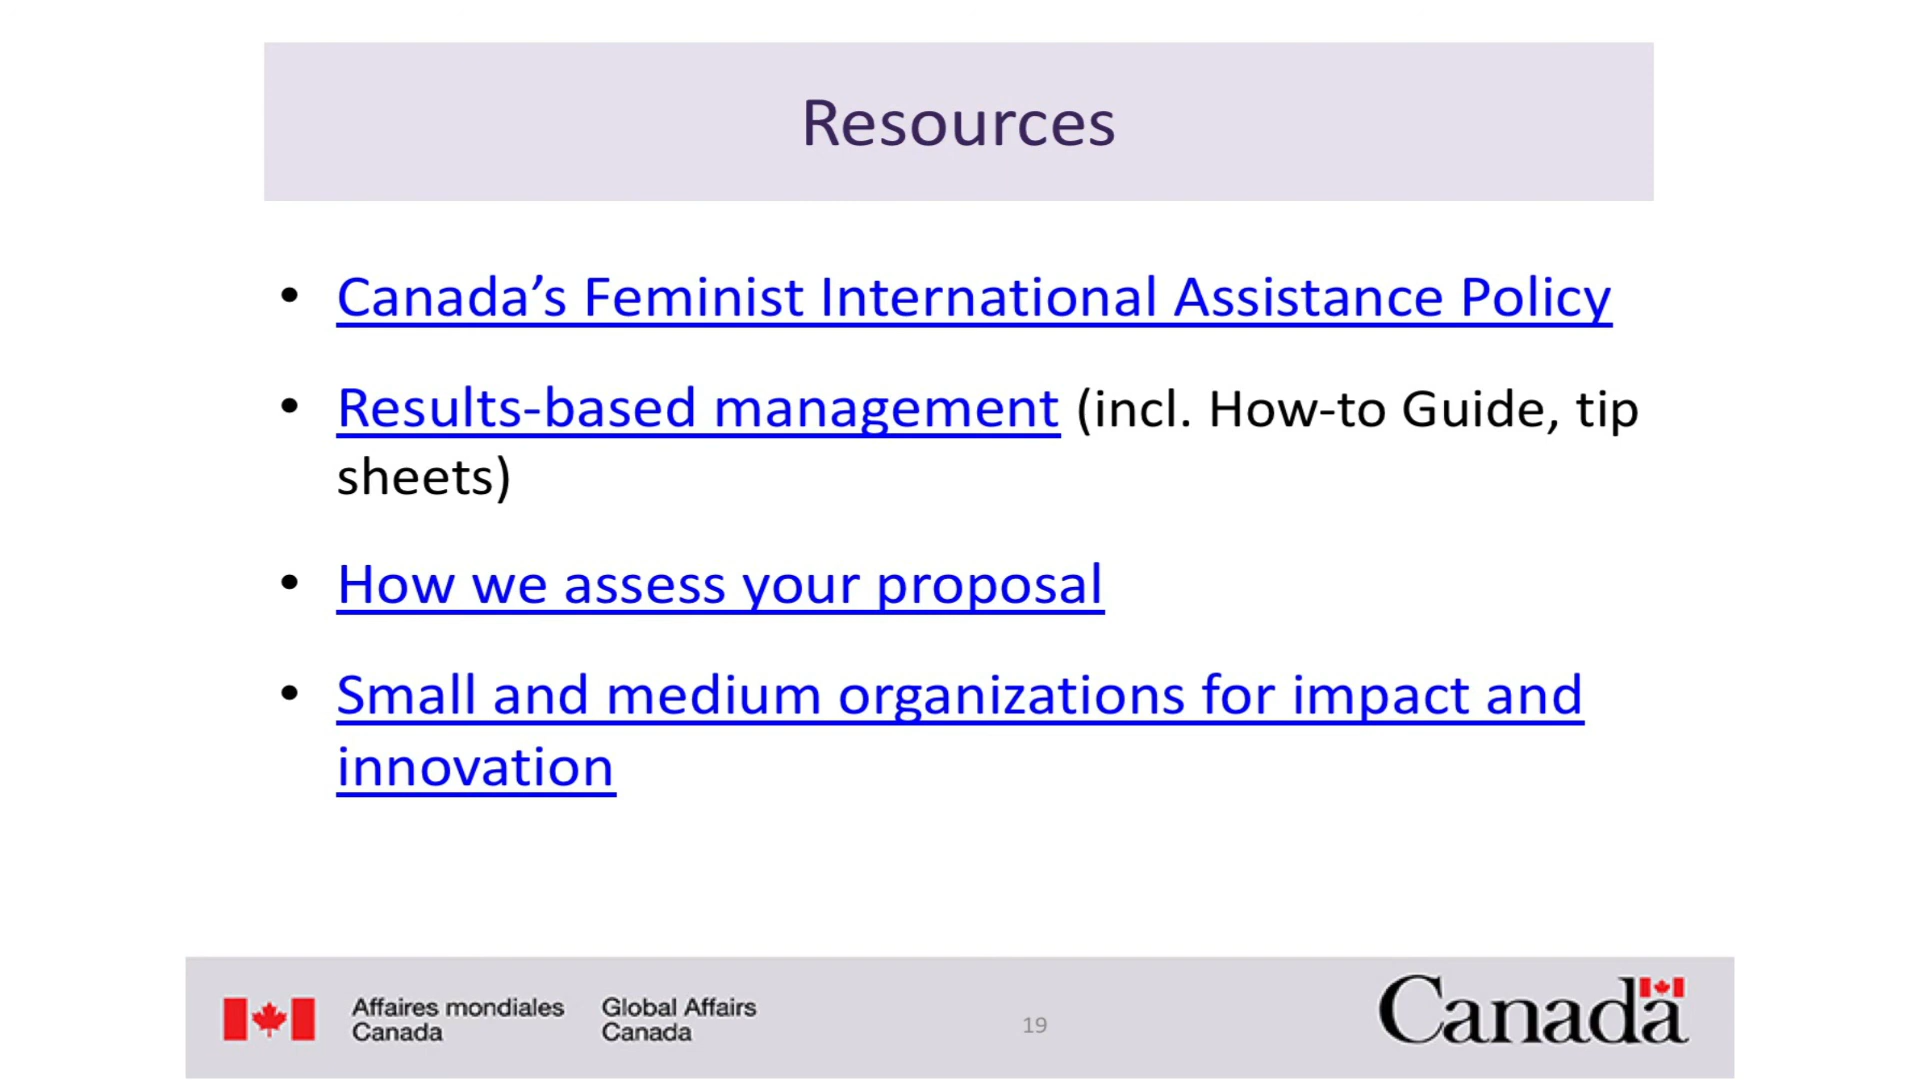 Resources
• Canada’s Feminist International Assistance Policy
• Results-based management (incl. How-to Guide, tip
sheets)
• How we assess your proposal
• Small and medium organizations for impact and
innovation
Affaires mondiales
Canada
Global Affairs
Canada
19
Canada